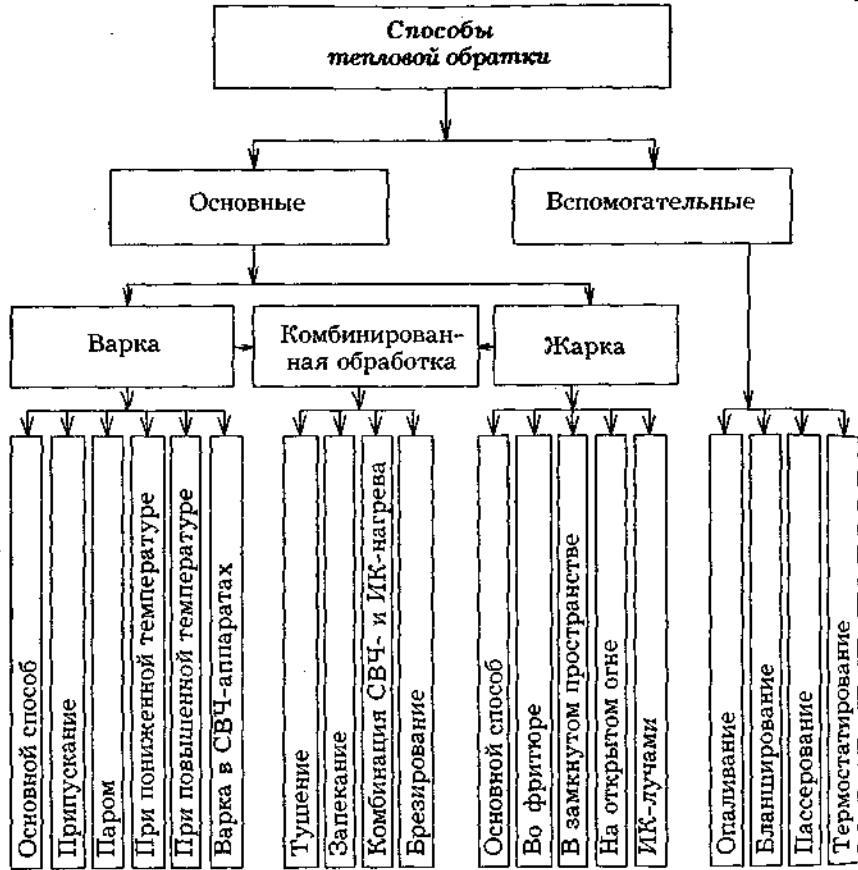 Способы
тепловой обратки
Основные
Вспомогательные
Варка
Комбинирован-
ная обработка
Жарка
Основной способ
Припускание
Паром
При пониженной температуре
При повышенной температуре
Варка в СВЧ-аппаратах
Тушение
Запекание
Комбинация СВЧ- и ИК-нагрева
Брезирование
Основной способ
Во фритюре
В замкнутом пространстве
На открытом огне
ИК-лучами
Опаливание
Бланширование
Пассерование
Термостатирование